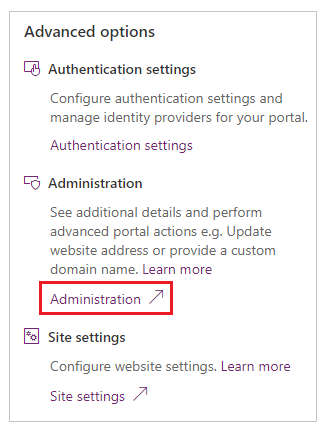 Advanced options
Authentication settings
Configure authentication settings and
manage identity providers for your portal.
Authentication settings
Administration
See additional details and perform
advanced portal actions e.g. Update
website address or provide a custom
domain name. Learn more
Administration
Site settings
Configure website settings. Learn more
Site settings